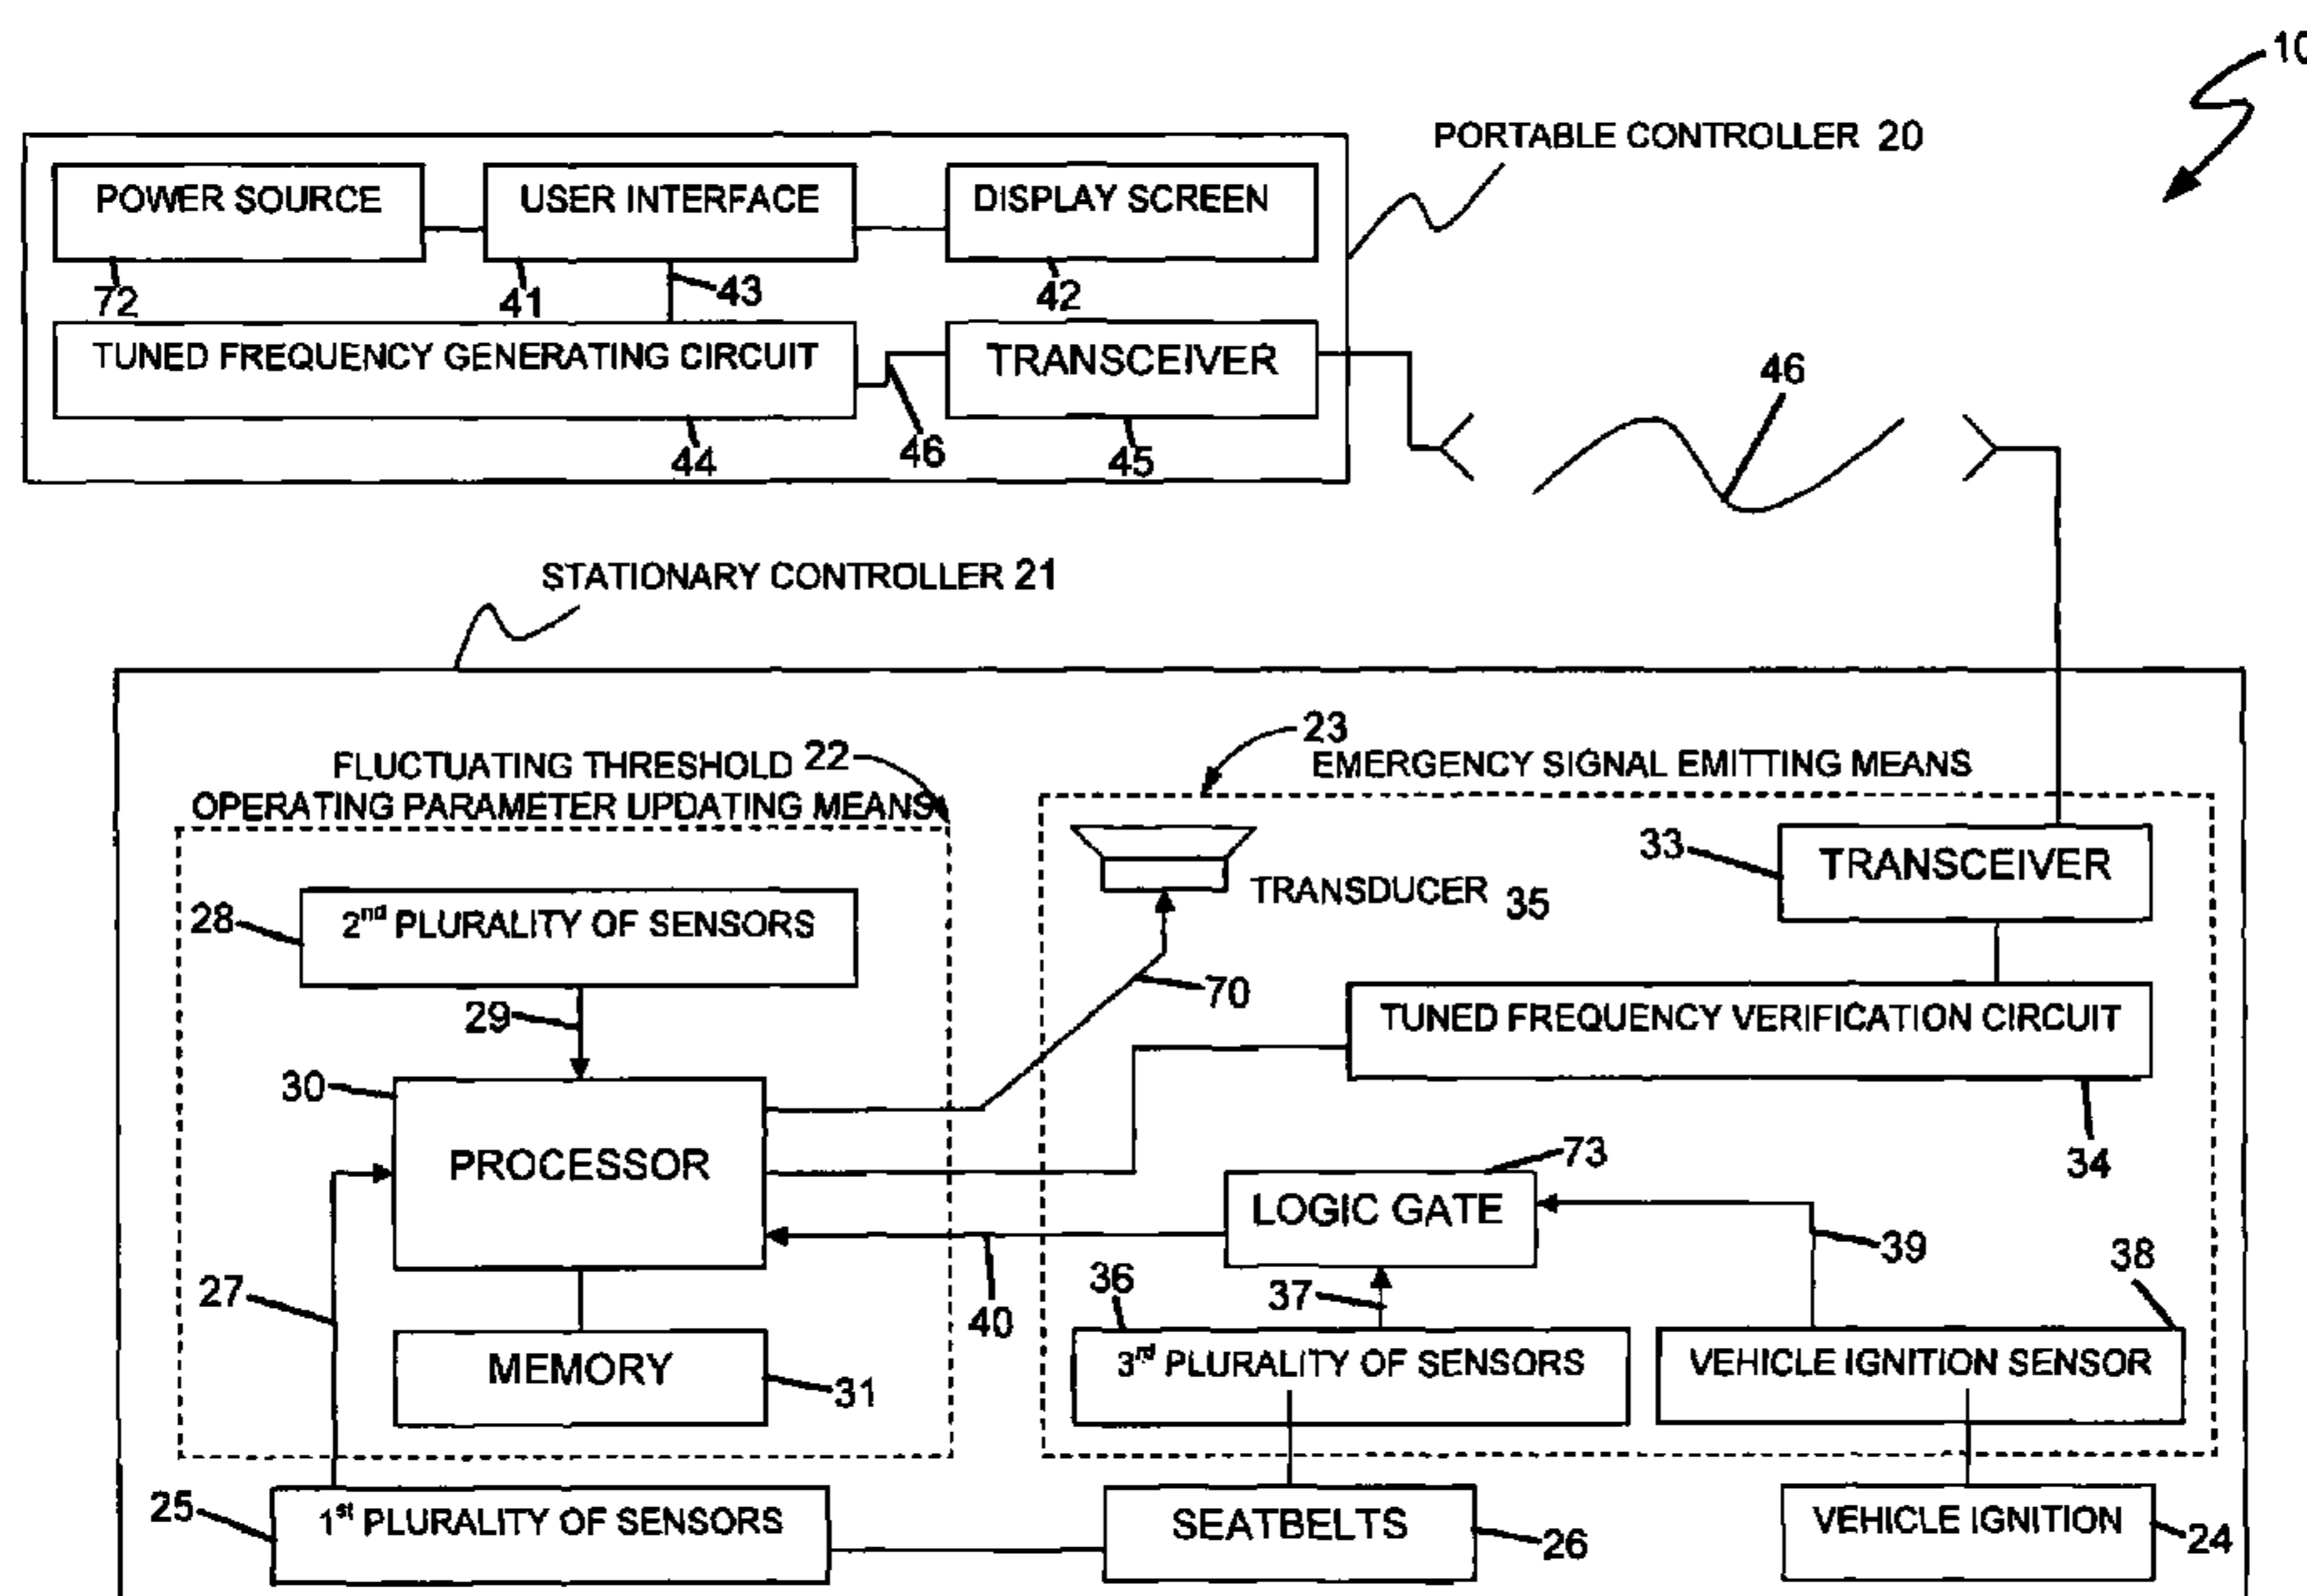 10
PORTABLE CONTROLLER 20
POWER SOURCE
USER INTERFACE
DISPLAY SCREEN
72
41
43
42
TUNED FREQUENCY GENERATING CIRCUIT
TRANSCEIVER
46
44
46
45
STATIONARY CONTROLLER 21
FLUCTUATING THRESHOLD 22
OPERATING PARAMETER UPDATING MEANS
23
EMERGENCY SIGNAL EMITTING MEANS
33
TRANSCEIVER
28
2nd PLURALITY OF SENSORS
TRANSDUCER 35
29
70
TUNED FREQUENCY VERIFICATION CIRCUIT
30
PROCESSOR
73
34
LOGIC GATE
27
40
36
37
39
38
MEMORY
31
3rd PLURALITY OF SENSORS
VEHICLE IGNITION SENSOR
25
1st PLURALITY OF SENSORS
SEATBELTS
26
VEHICLE IGNITION
24